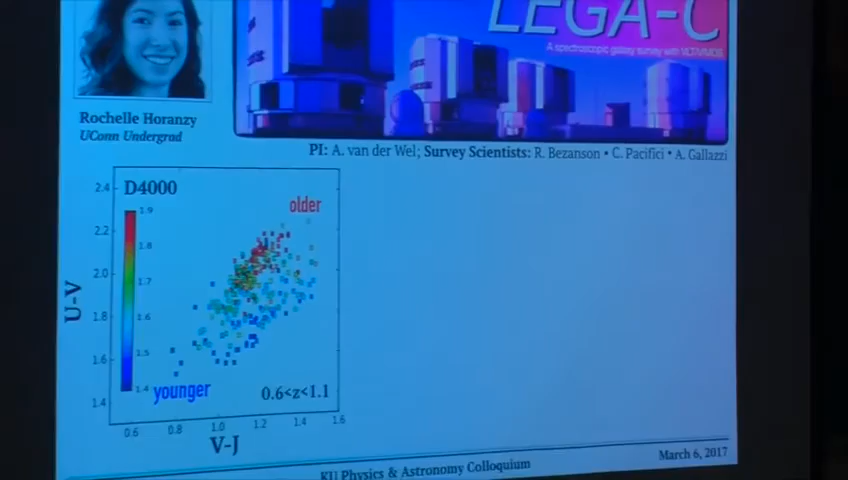 LEGA-C
A spectroscopic galaxy survey with VLT/VIMOS
Rochelle Horanzy
UConn Undergrad
PI: A. van der Wel; Survey Scientists: R. Bezanson • C. Pacifici • A. Gallazzi
D4000
older
younger
0.6<z<1.1
1.9
1.8
1.7
1.6
1.5
1.4
U-V
2.4
2.2
2.0
1.8
1.6
1.4
0.6 0.8 1.0 1.2 1.4 1.6
V-J
KU Physics & Astronomy Colloquium
March 6, 2017